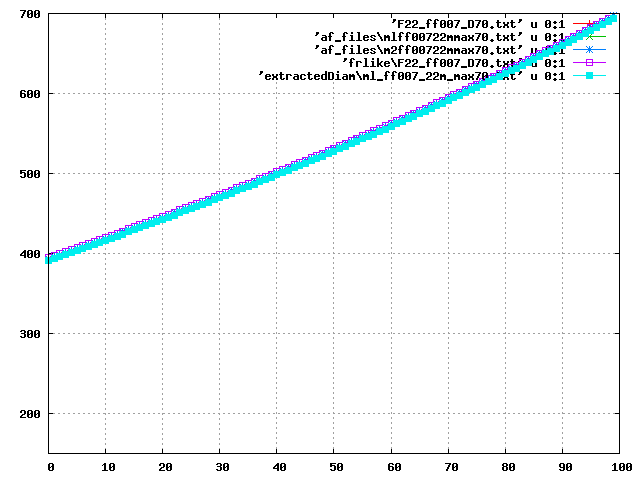 700
600
500
400
300
200
0 10 20 30 40 50 60 70 80 90 100
'F22_ff007_D70.txt' u 0:1
'af_files\mlff00722mmax70.txt' u 0:1
'af_files\m2ff00722mmax70.txt' u 0:1
'frlike\F22_ff007_D70.txt' u 0:1
'extractedDiam\ml_ff007_22m_max70.txt' u 0:1